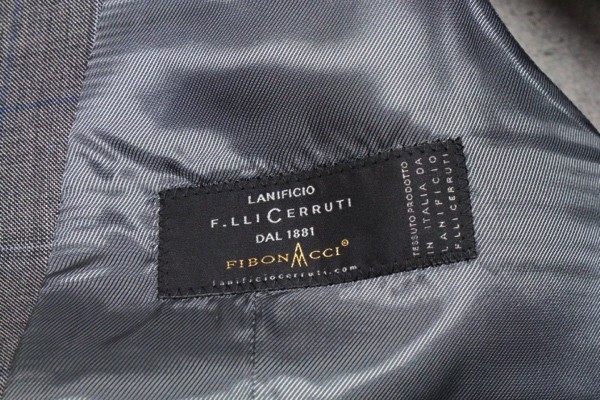 LANIFICIO
F.LLI CERRUTI
DAL 1881
FIBONACCI©
lanificiocerruti.com
TESSUTO PRODOTTO
IN ITALIA DA
LANIFICIO
F.LLI CERRUTI